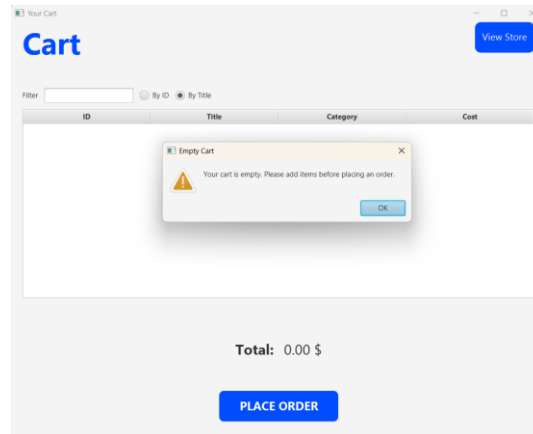 Your Cart
Cart
View Store
Filter
By ID
By Title
ID Title Category Cost
Empty Cart
Your cart is empty. Please add items before placing an order.
OK
Total: 0.00 $
PLACE ORDER